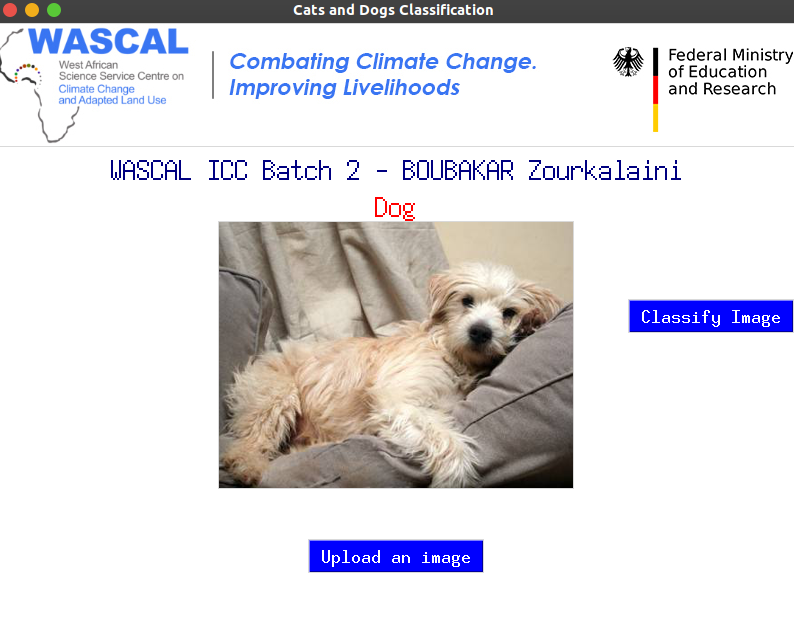 Cats and Dogs Classification
WASCAL
West African
Science Service Centre on
Climate Change
and Adapted Land Use
Combating Climate Change.
Improving Livelihoods
Federal Ministry
of Education
and Research
WASCAL ICC Batch 2 - BOUBAKAR Zourkalaini
Dog
Classify Image
Upload an image